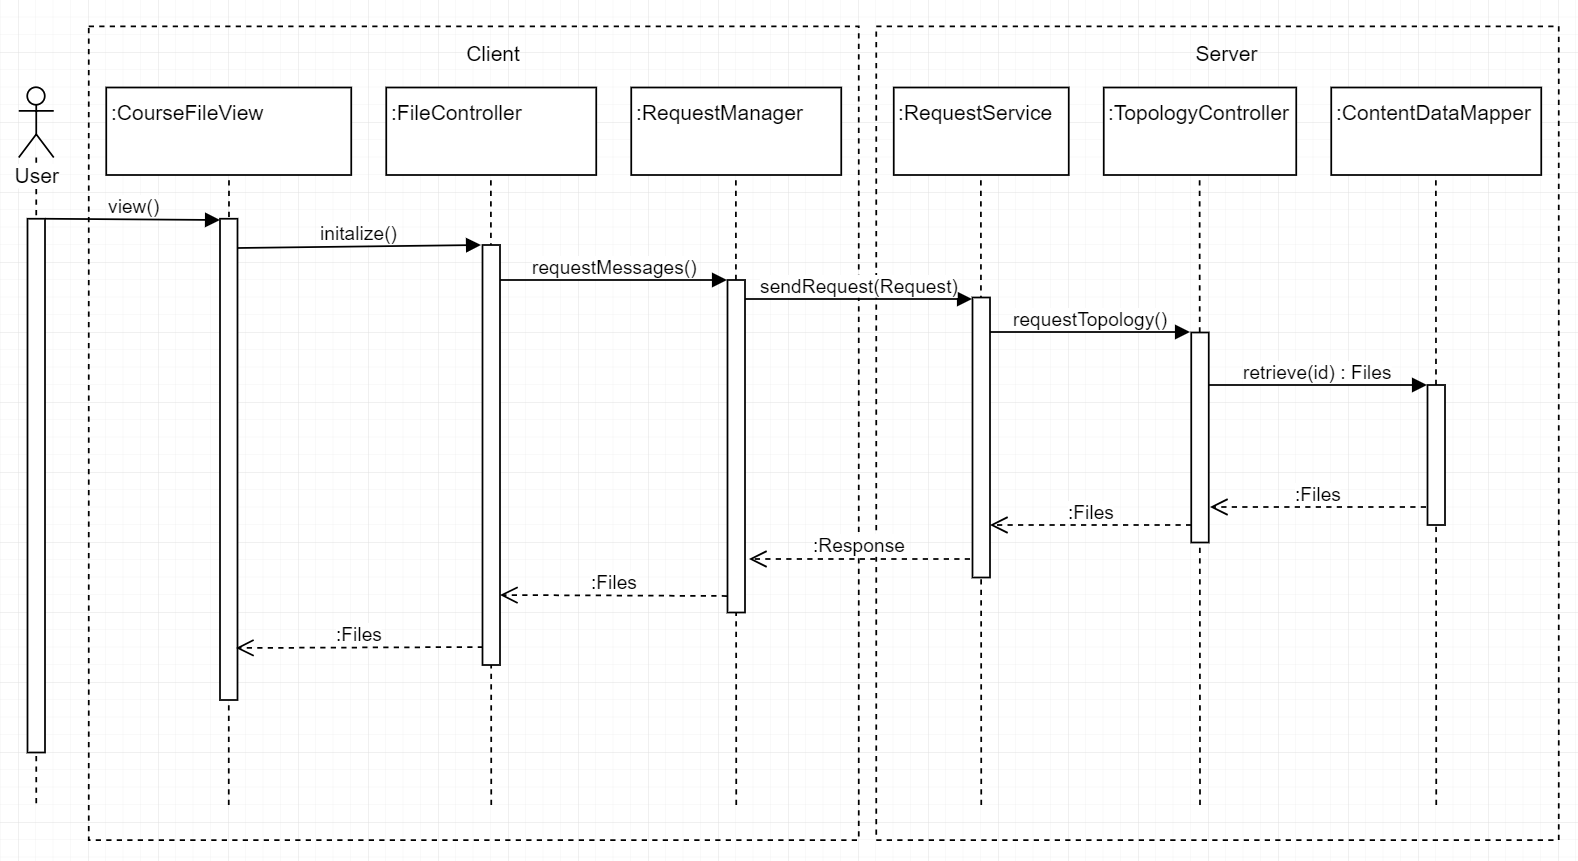 Client
Server
:CourseFileView
:FileController
:RequestManager
:RequestService
:TopologyController
:ContentDataMapper
User
view()
initalize()
requestMessages()
sendRequest(Request)
requestTopology()
retrieve(id) : Files
:Files
:Files
:Response
:Files
:Files